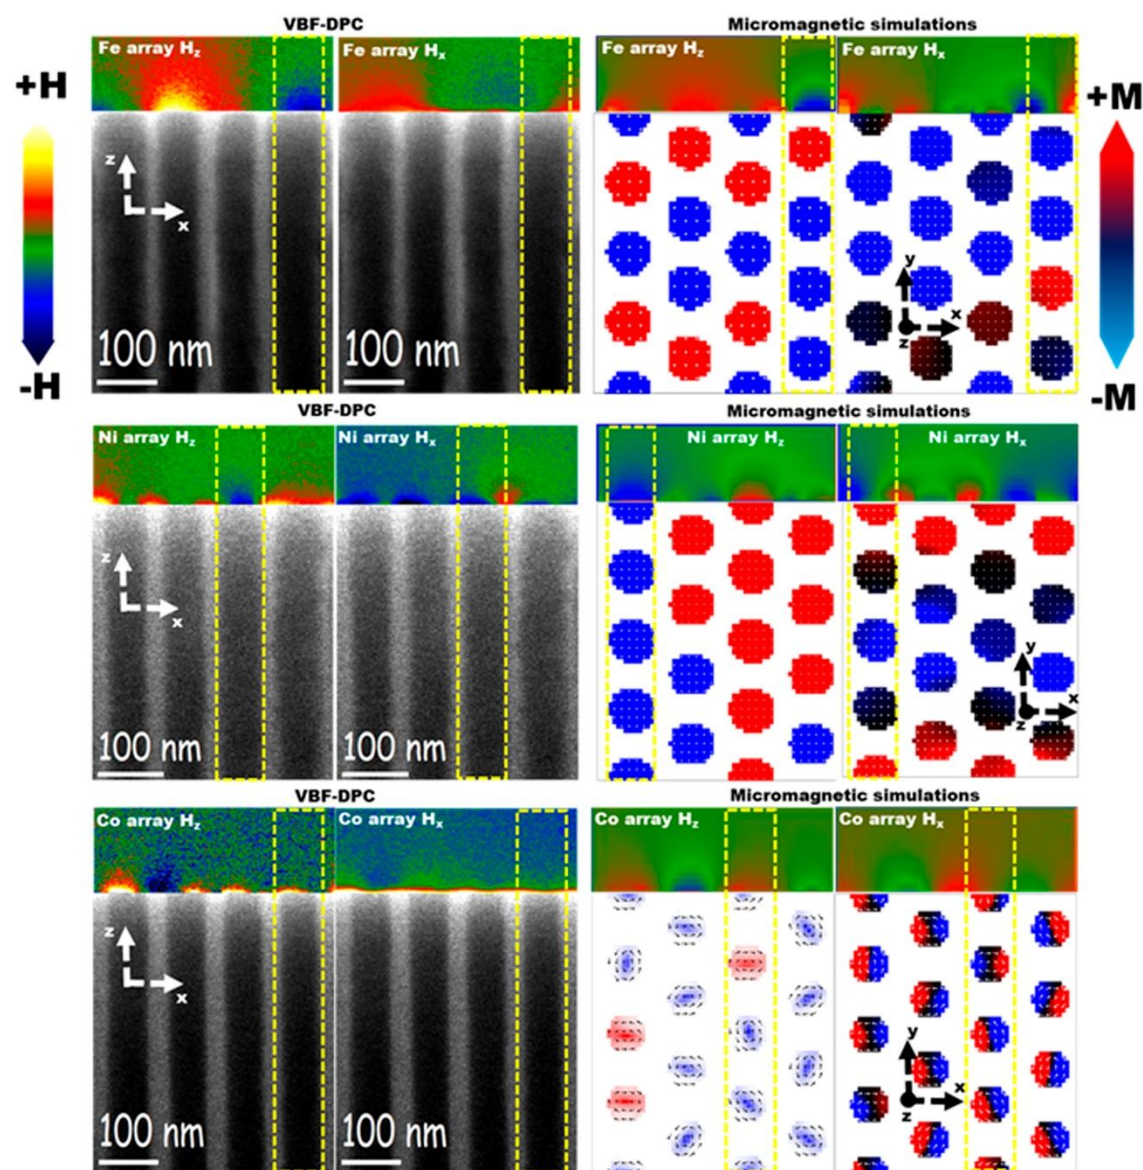 VBF-DPC
Micromagnetic simulations
Fe array Hz
Fe array Hx
Fe array Hz
Fe array Hx
+H
+M
z
x
y
x
z
100 nm
100 nm
-H
-M
VBF-DPC
Micromagnetic simulations
Ni array Hz
Ni array Hx
Ni array Hz
Ni array Hx
z
x
y
x
z
100 nm
100 nm
VBF-DPC
Micromagnetic simulations
Co array Hz
Co array Hx
Co array Hz
Co array Hx
z
x
y
x
z
100 nm
100 nm